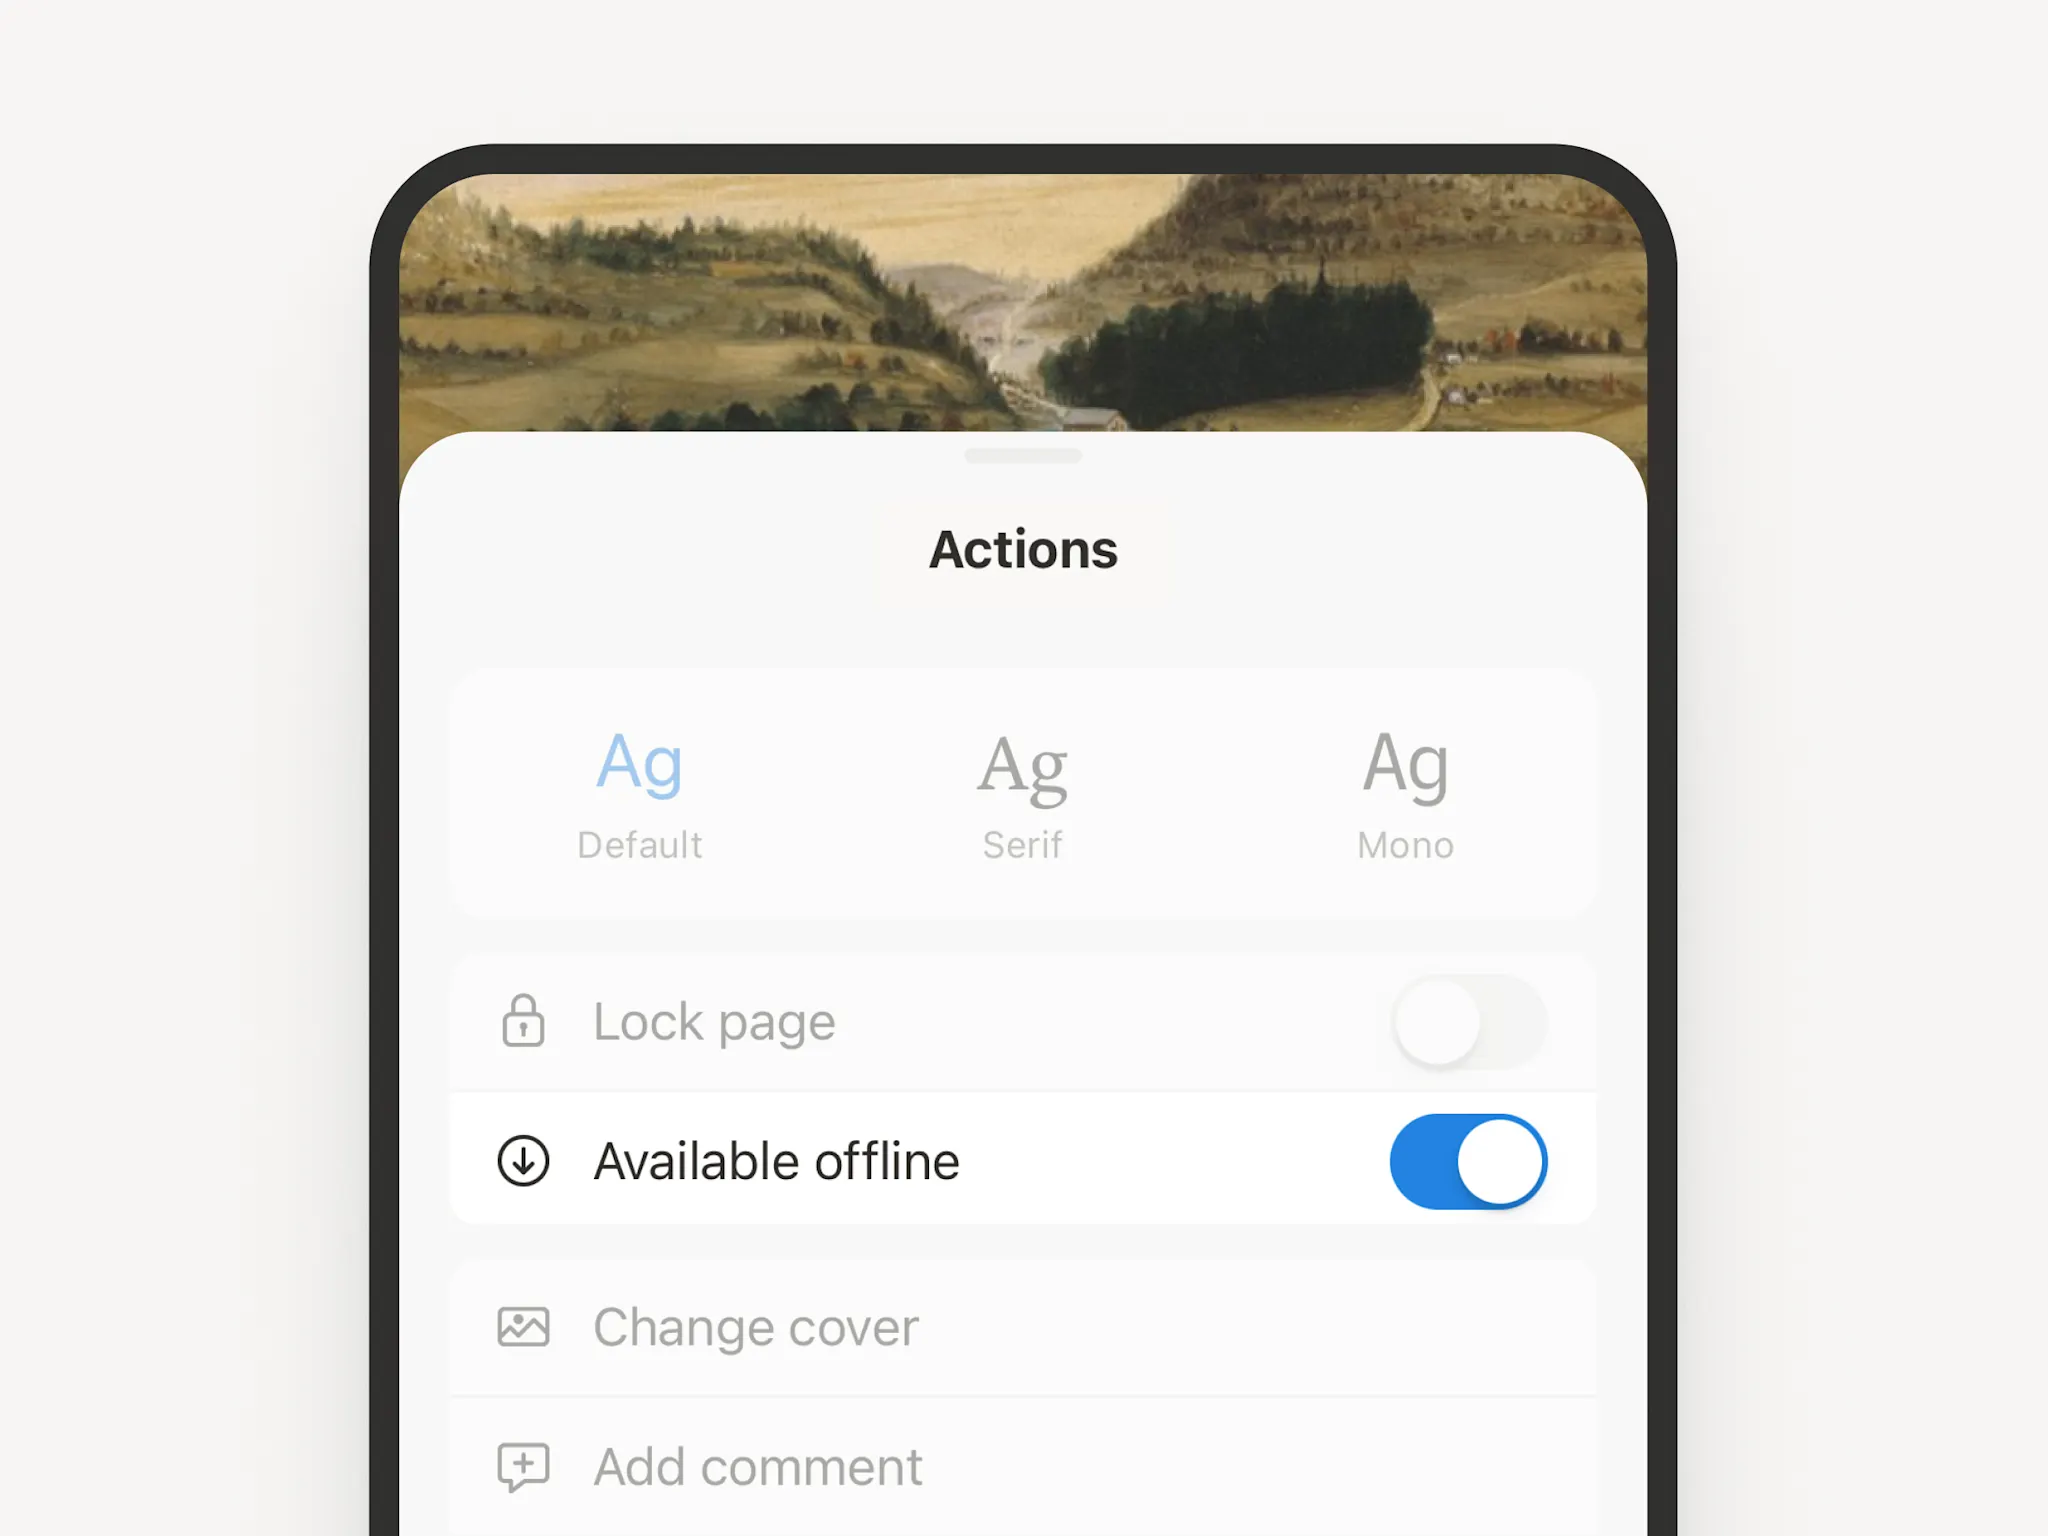 Actions
Ag Ag Ag
Default Serif Mono
Lock page
Available offline
Change cover
Add comment